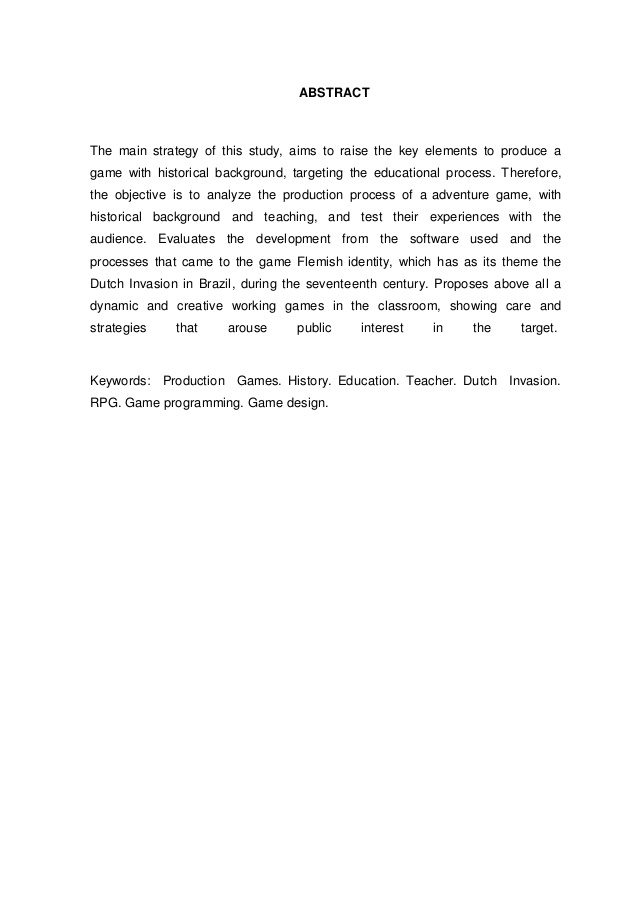 ABSTRACT
The main strategy of this study, aims to raise the key elements to produce a
game with historical background, targeting the educational process. Therefore,
the objective is to analyze the production process of a adventure game, with
historical background and teaching, and test their experiences with the
audience. Evaluates the development from the software used and the
processes that came to the game Flemish identity, which has as its theme the
Dutch Invasion in Brazil, during the seventeenth century. Proposes above all a
dynamic and creative working games in the classroom, showing care and
strategies that arouse public interest in the target.
Keywords: Production Games. History. Education. Teacher. Dutch Invasion.
RPG. Game programming. Game design.